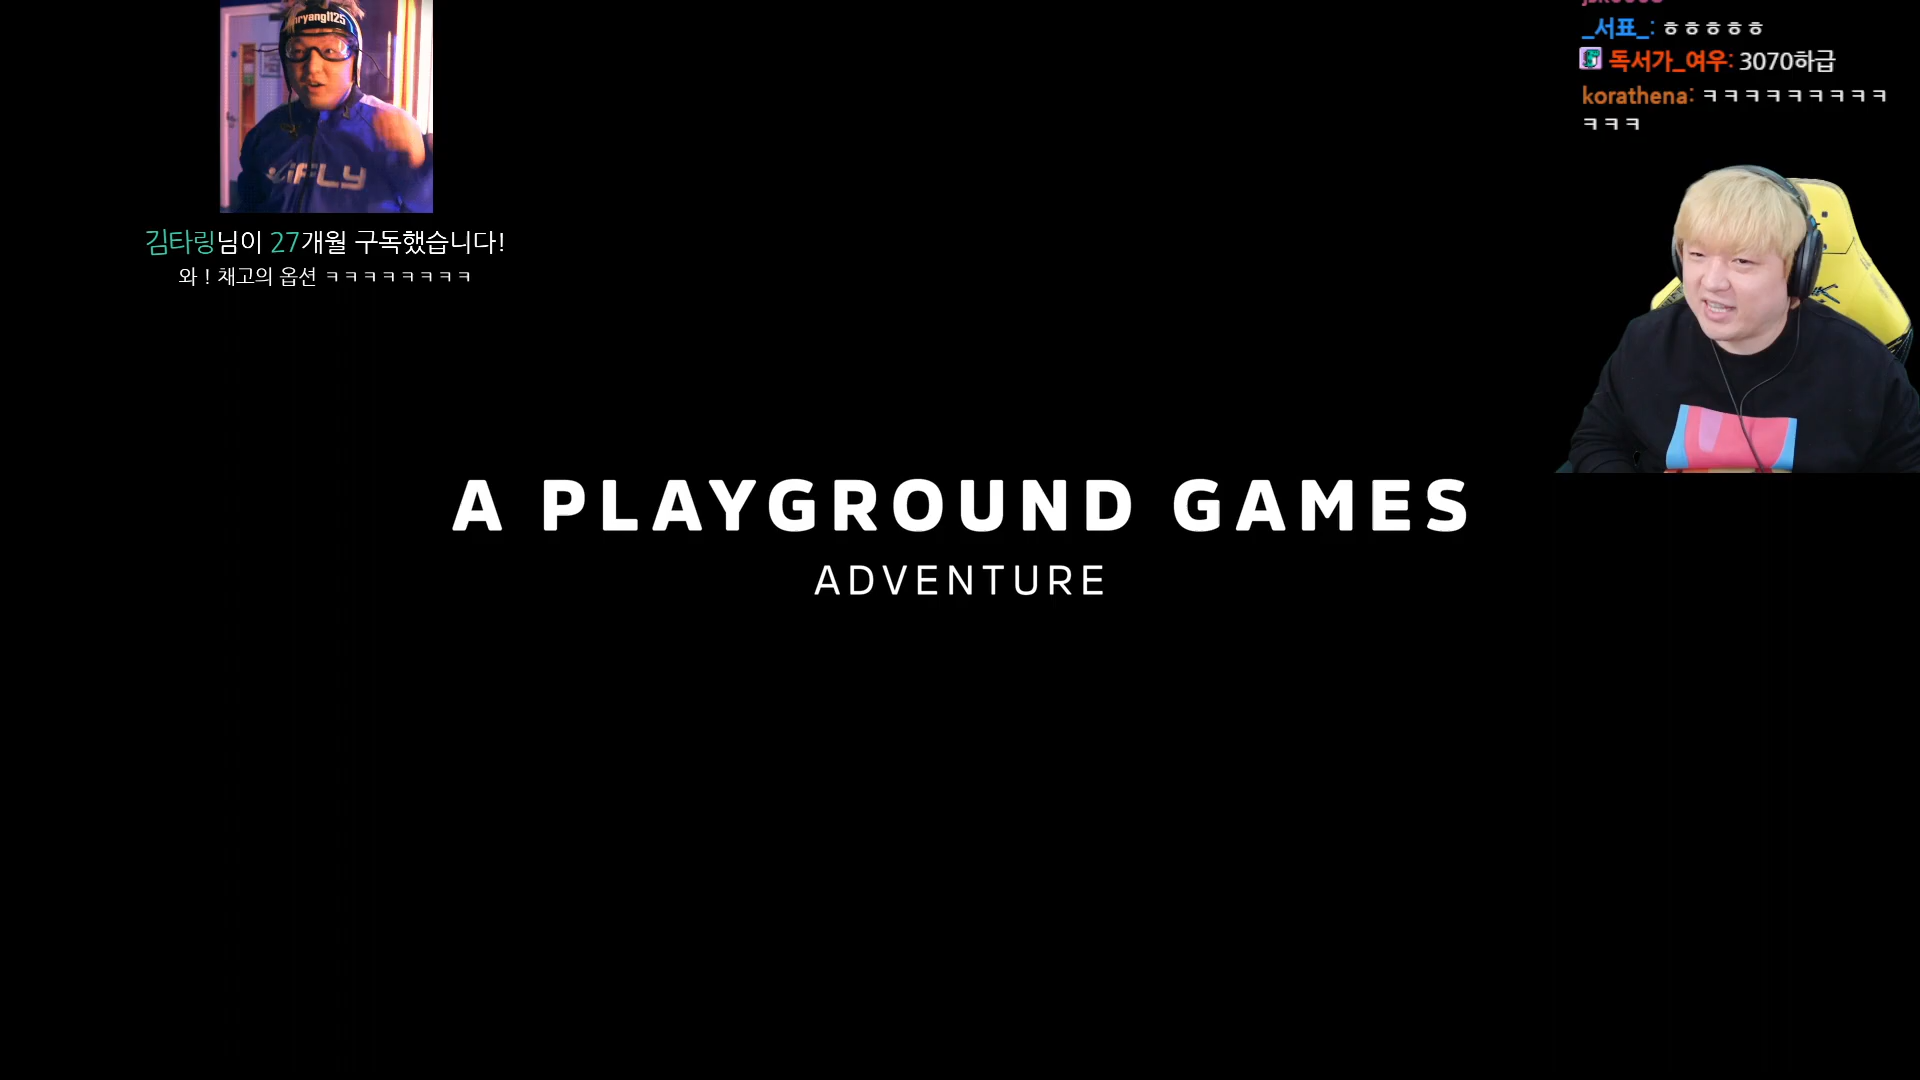 nryang1125
iFLY
김타링님이 27개월 구독했습니다!
와 ! 채고의 옵션 ㅋㅋㅋㅋㅋㅋㅋㅋ
_서표_: ㅎㅎㅎㅎㅎ
독서가_여우: 3070하급
korathena: ㅋㅋㅋㅋㅋㅋㅋㅋㅋ
ㅋㅋㅋ
A PLAYGROUND GAMES
ADVENTURE